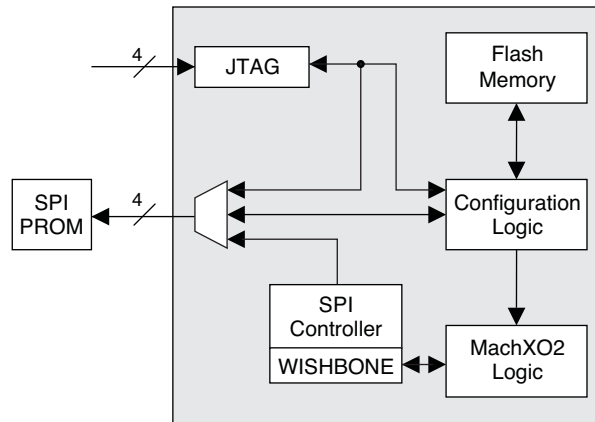 4
JTAG
Flash
Memory
SPI
PROM
4
Configuration
Logic
SPI
Controller
WISHBONE
MachXO2
Logic